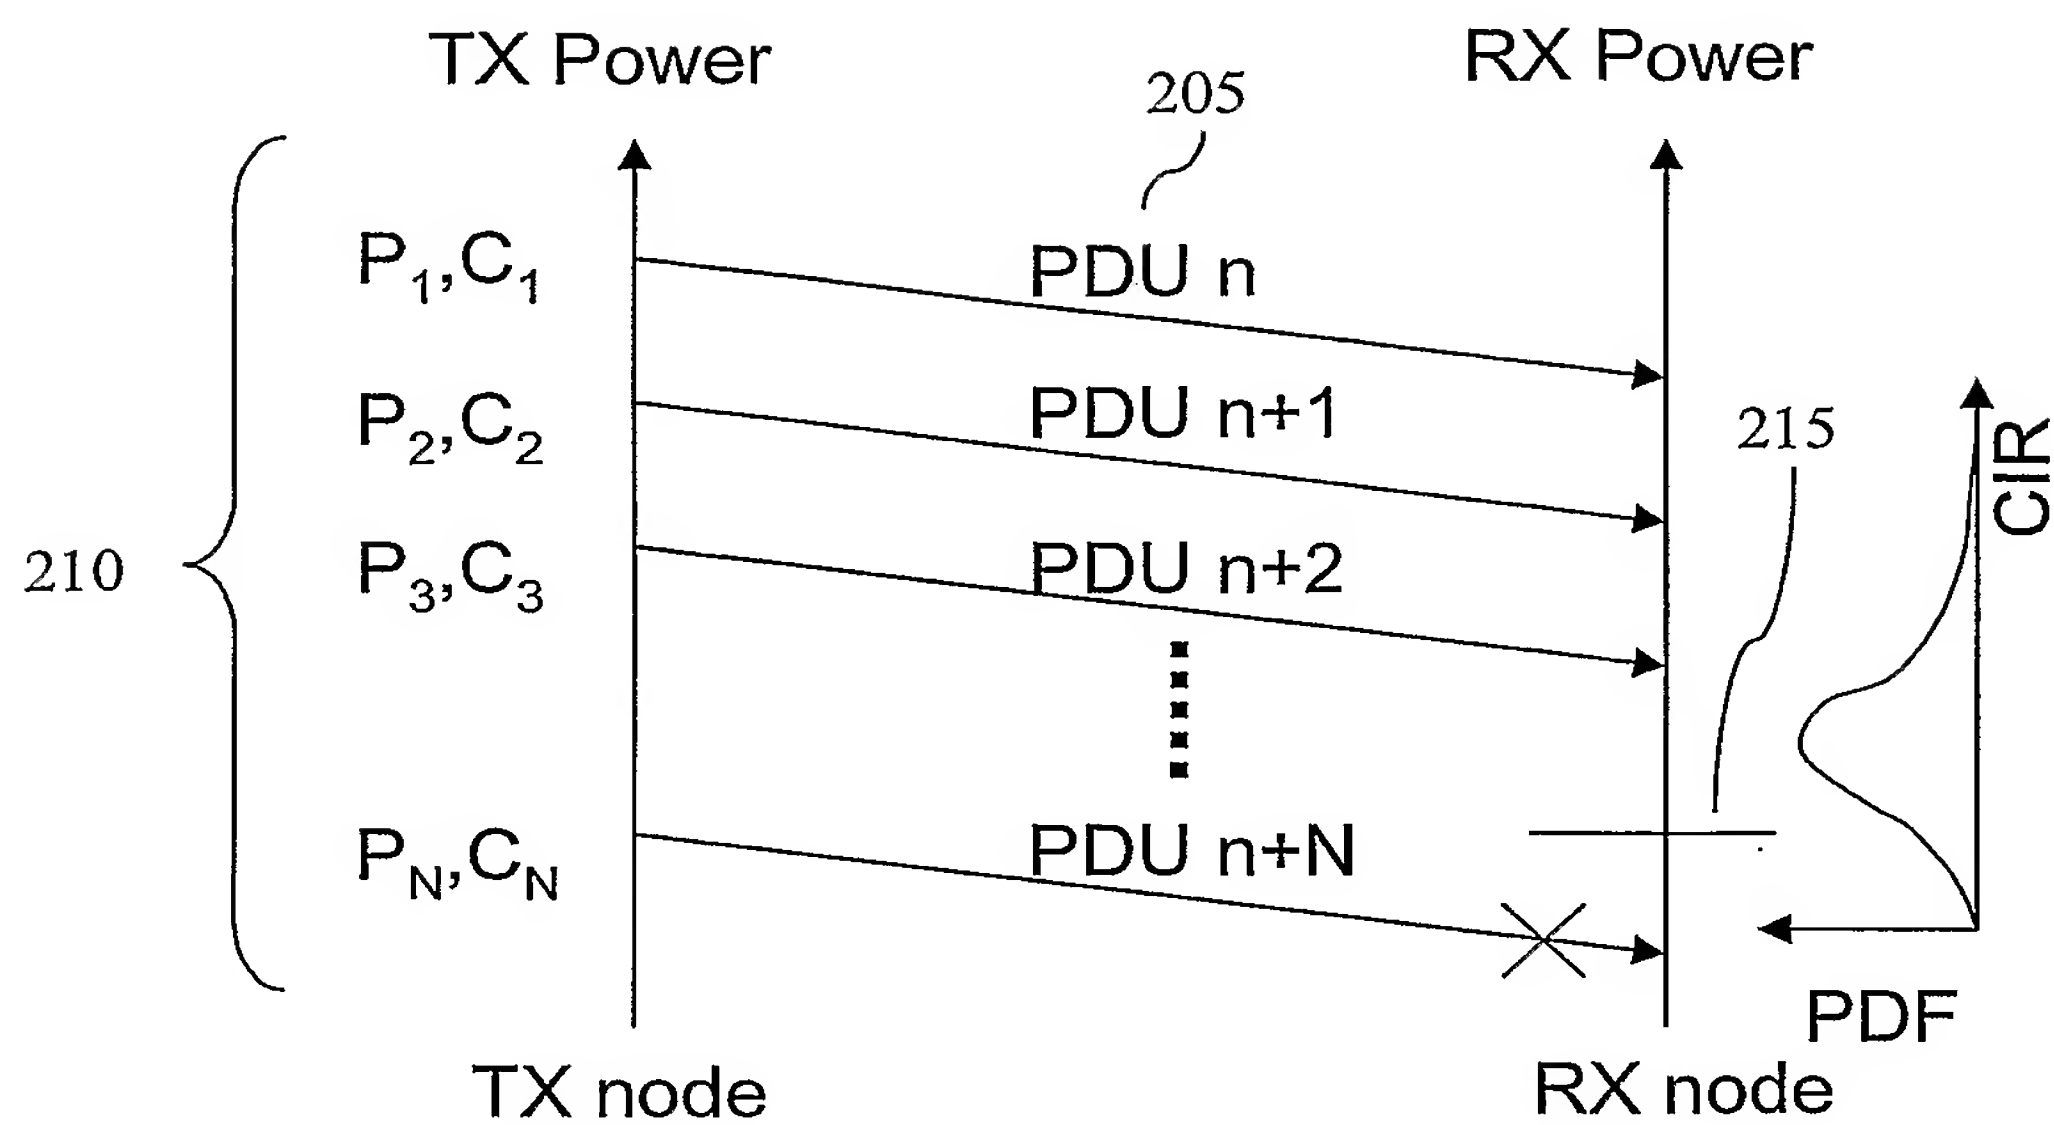 TX Power
RX Power
205
P1,C1
PDU n
P2,C2
PDU n+1
215
CIR
210
P3,C3
PDU n+2
PN,CN
PDU n+N
PDF
TX node
RX node